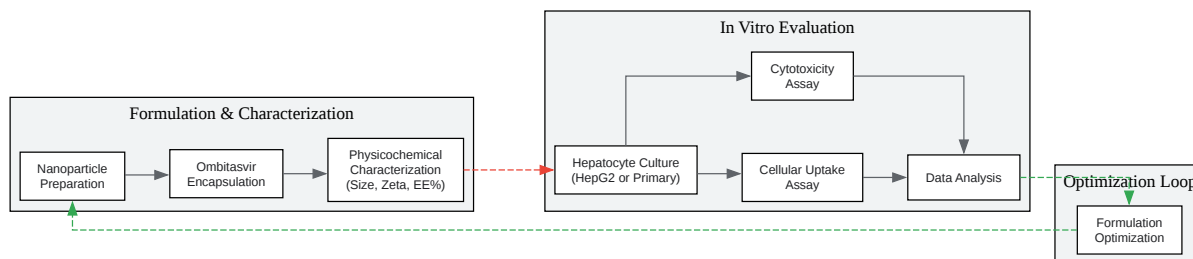 Formulation & Characterization
Nanoparticle
Preparation
Ombitasvir
Encapsulation
Physicochemical
Characterization
(Size, Zeta, EE%)
In Vitro Evaluation
Hepatocyte Culture
(HepG2 or Primary)
Cytotoxicity
Assay
Cellular Uptake
Assay
Data Analysis
Optimization Loop
Formulation
Optimization